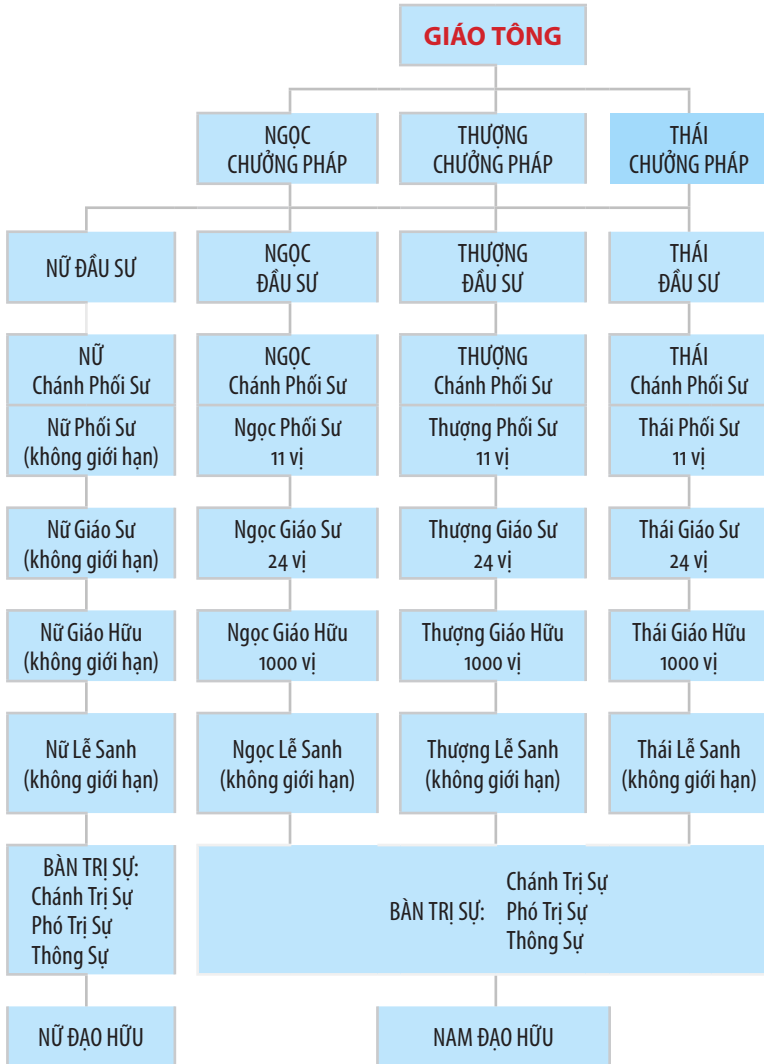 GIÁO TÔNG
NGỌC
CHƯỞNG PHÁP
THƯỢNG
CHƯỞNG PHÁP
THÁI
CHƯỞNG PHÁP
NỮ ĐẦU SƯ
NGỌC
ĐẦU SƯ
THƯỢNG
ĐẦU SƯ
THÁI
ĐẦU SƯ
NỮ
Chánh Phối Sư
NGỌC
Chánh Phối Sư
THƯỢNG
Chánh Phối Sư
THÁI
Chánh Phối Sư
Nữ Phối Sư
(không giới hạn)
Ngọc Phối Sư
11 vị
Thượng Phối Sư
11 vị
Thái Phối Sư
11 vị
Nữ Giáo Sư
(không giới hạn)
Ngọc Giáo Sư
24 vị
Thượng Giáo Sư
24 vị
Thái Giáo Sư
24 vị
Nữ Giáo Hữu
(không giới hạn)
Ngọc Giáo Hữu
1000 vị
Thượng Giáo Hữu
1000 vị
Thái Giáo Hữu
1000 vị
Nữ Lễ Sanh
(không giới hạn)
Ngọc Lễ Sanh
(không giới hạn)
Thượng Lễ Sanh
(không giới hạn)
Thái Lễ Sanh
(không giới hạn)
BÀN TRỊ SỰ:
Chánh Trị Sự
Phó Trị Sự
Thông Sự
BÀN TRỊ SỰ:
Chánh Trị Sự
Phó Trị Sự
Thông Sự
NỮ ĐẠO HỮU
NAM ĐẠO HỮU